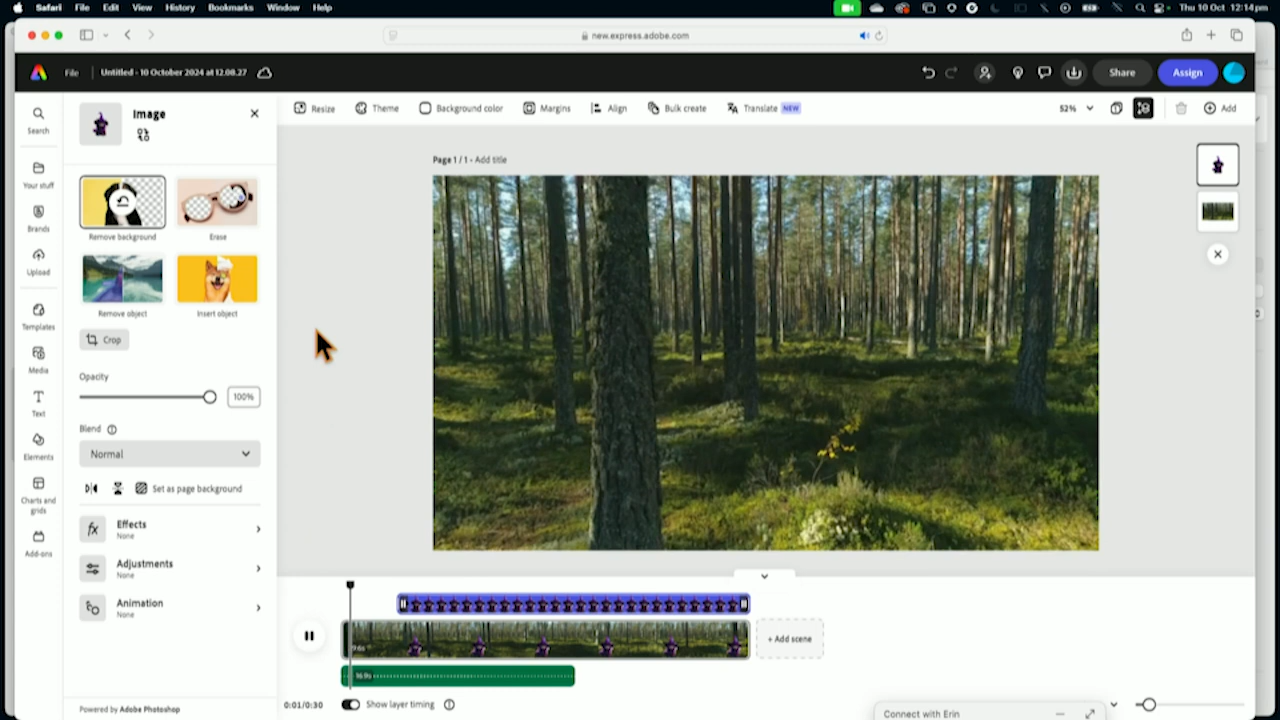 Safari File Edit View History Bookmarks Window Help Thu 10 Oct 12:14pm
new.express.adobe.com
File Untitled - 10 October 2024 at 12.08.27 Share Assign
Resize Theme Background color Margins Align Bulk create Translate NEW 52% Add
Search
Your stuff
Brands
Upload
Templates
Media
Text
Elements
Charts and
grids
Add-ons
Image
Remove background Erase
Remove object Insert object
Crop
Opacity
100%
Blend
Normal
Set as page background
fx Effects
None
Adjustments
None
Animation
None
Powered by Adobe Photoshop
Page 1 / 1 - Add title
+ Add scene
16.9s
0:01/0:30 Show layer timing
Connect with Erin